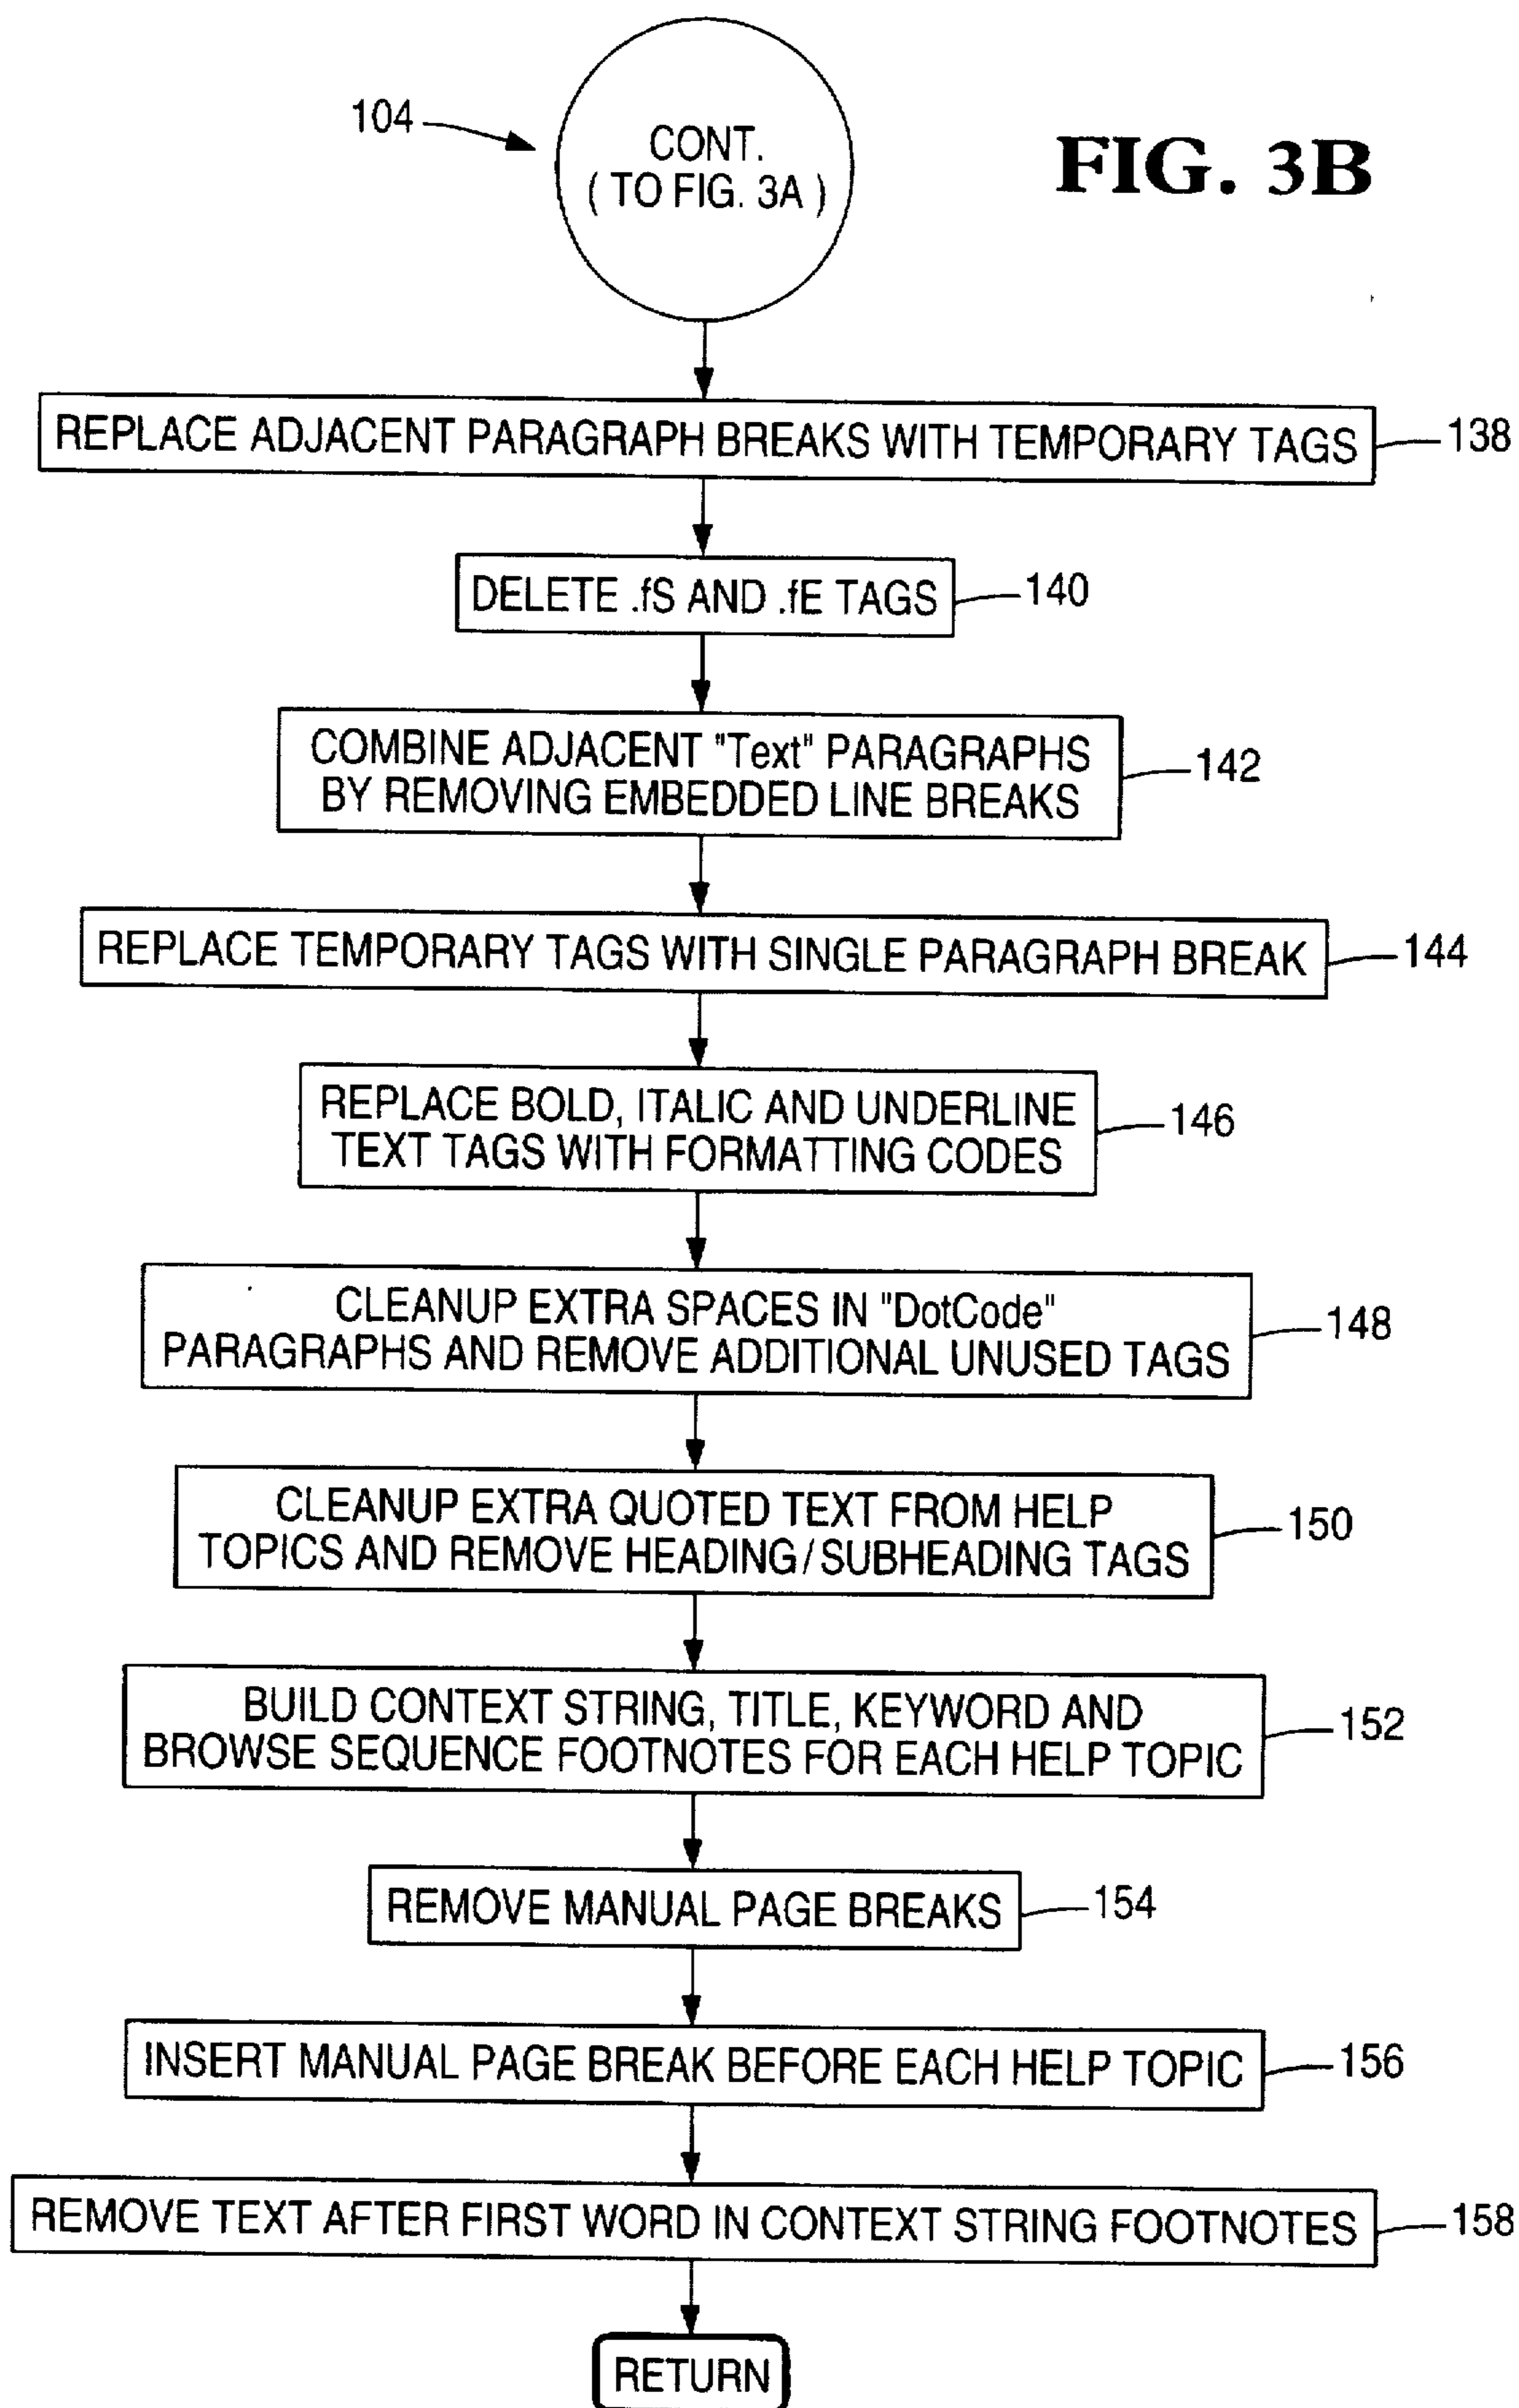 104
CONT.
( TO FIG. 3A )
FIG. 3B
REPLACE ADJACENT PARAGRAPH BREAKS WITH TEMPORARY TAGS
138
DELETE .fS AND .fE TAGS
140
COMBINE ADJACENT "Text" PARAGRAPHS
BY REMOVING EMBEDDED LINE BREAKS
142
REPLACE TEMPORARY TAGS WITH SINGLE PARAGRAPH BREAK
144
REPLACE BOLD, ITALIC AND UNDERLINE
TEXT TAGS WITH FORMATTING CODES
146
CLEANUP EXTRA SPACES IN "DotCode"
PARAGRAPHS AND REMOVE ADDITIONAL UNUSED TAGS
148
CLEANUP EXTRA QUOTED TEXT FROM HELP
TOPICS AND REMOVE HEADING/SUBHEADING TAGS
150
BUILD CONTEXT STRING, TITLE, KEYWORD AND
BROWSE SEQUENCE FOOTNOTES FOR EACH HELP TOPIC
152
REMOVE MANUAL PAGE BREAKS
154
INSERT MANUAL PAGE BREAK BEFORE EACH HELP TOPIC
156
REMOVE TEXT AFTER FIRST WORD IN CONTEXT STRING FOOTNOTES
158
RETURN